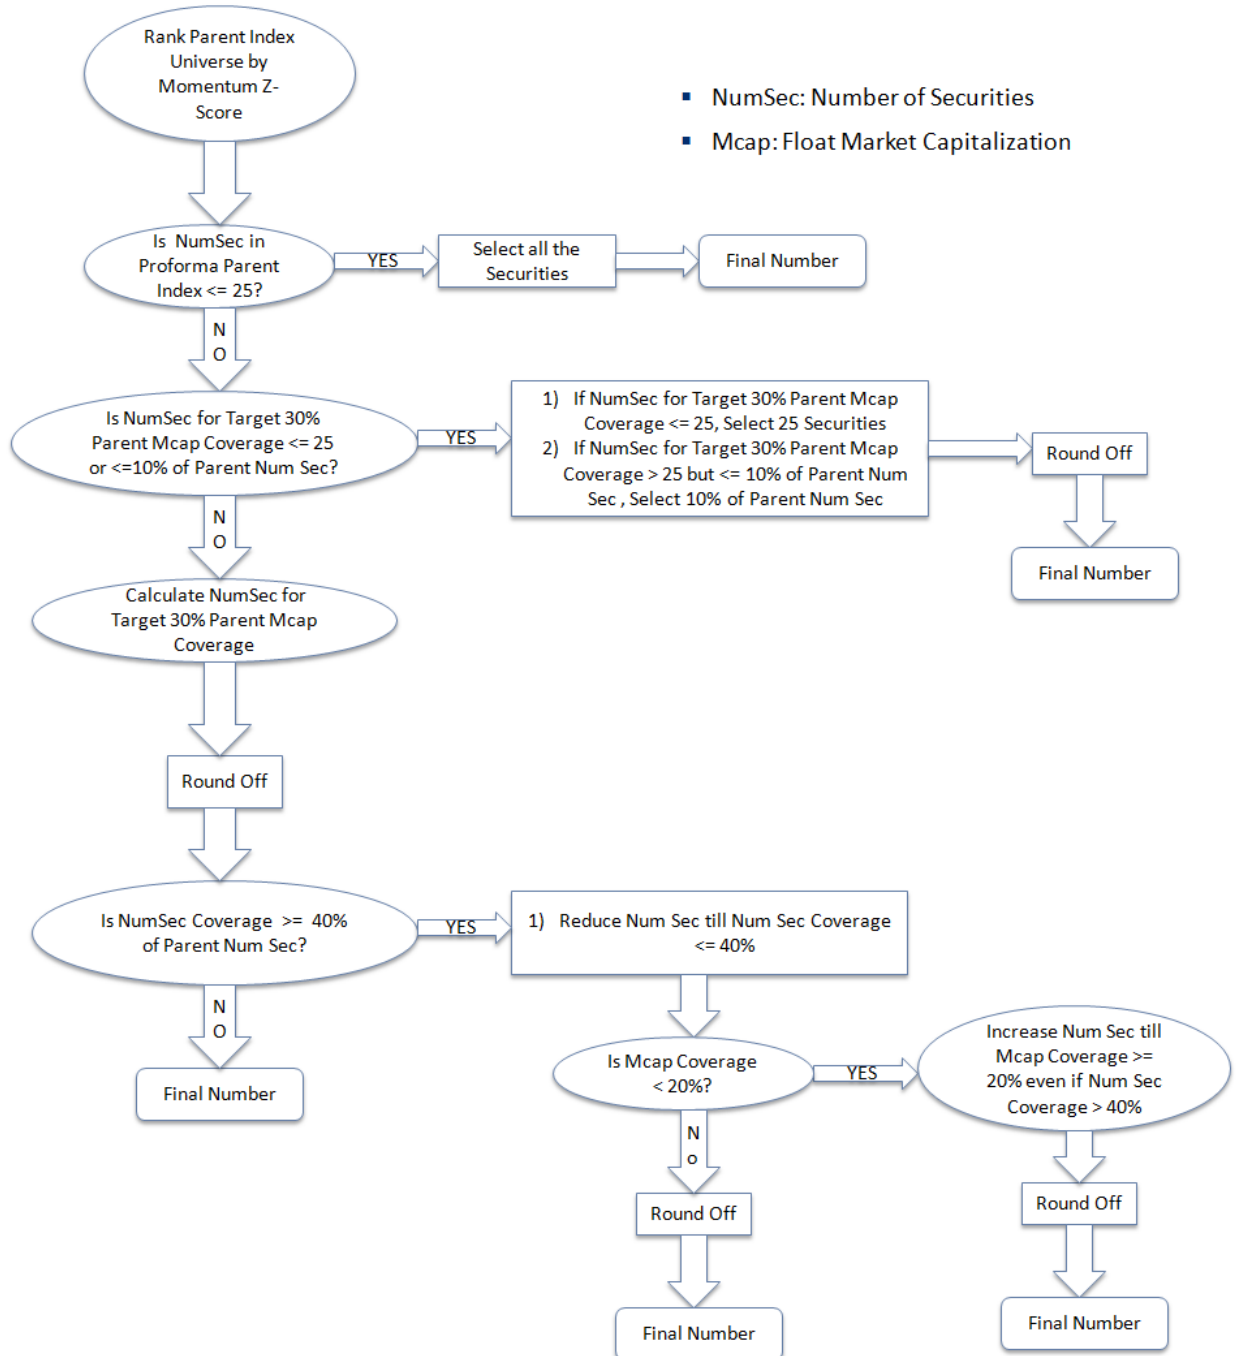 Rank Parent Index
Universe by
Momentum Z-
Score
▪ NumSec: Number of Securities
▪ Mcap: Float Market Capitalization
Is NumSec in
Proforma Parent
Index <= 25?
YES
Select all the
Securities
Final Number
N
O
Is NumSec for Target 30%
Parent Mcap Coverage <= 25
or <=10% of Parent Num Sec?
YES
1) If NumSec for Target 30% Parent Mcap
Coverage <= 25, Select 25 Securities
2) If NumSec for Target 30% Parent Mcap
Coverage > 25 but <= 10% of Parent Num
Sec , Select 10% of Parent Num Sec
Round Off
Final Number
N
O
Calculate NumSec for
Target 30% Parent Mcap
Coverage
Round Off
Is NumSec Coverage >= 40%
of Parent Num Sec?
YES
1) Reduce Num Sec till Num Sec Coverage
<= 40%
N
O
Final Number
Is Mcap Coverage
< 20%?
YES
Increase Num Sec till
Mcap Coverage >=
20% even if Num Sec
Coverage > 40%
N
o
Round Off
Final Number
Round Off
Final Number